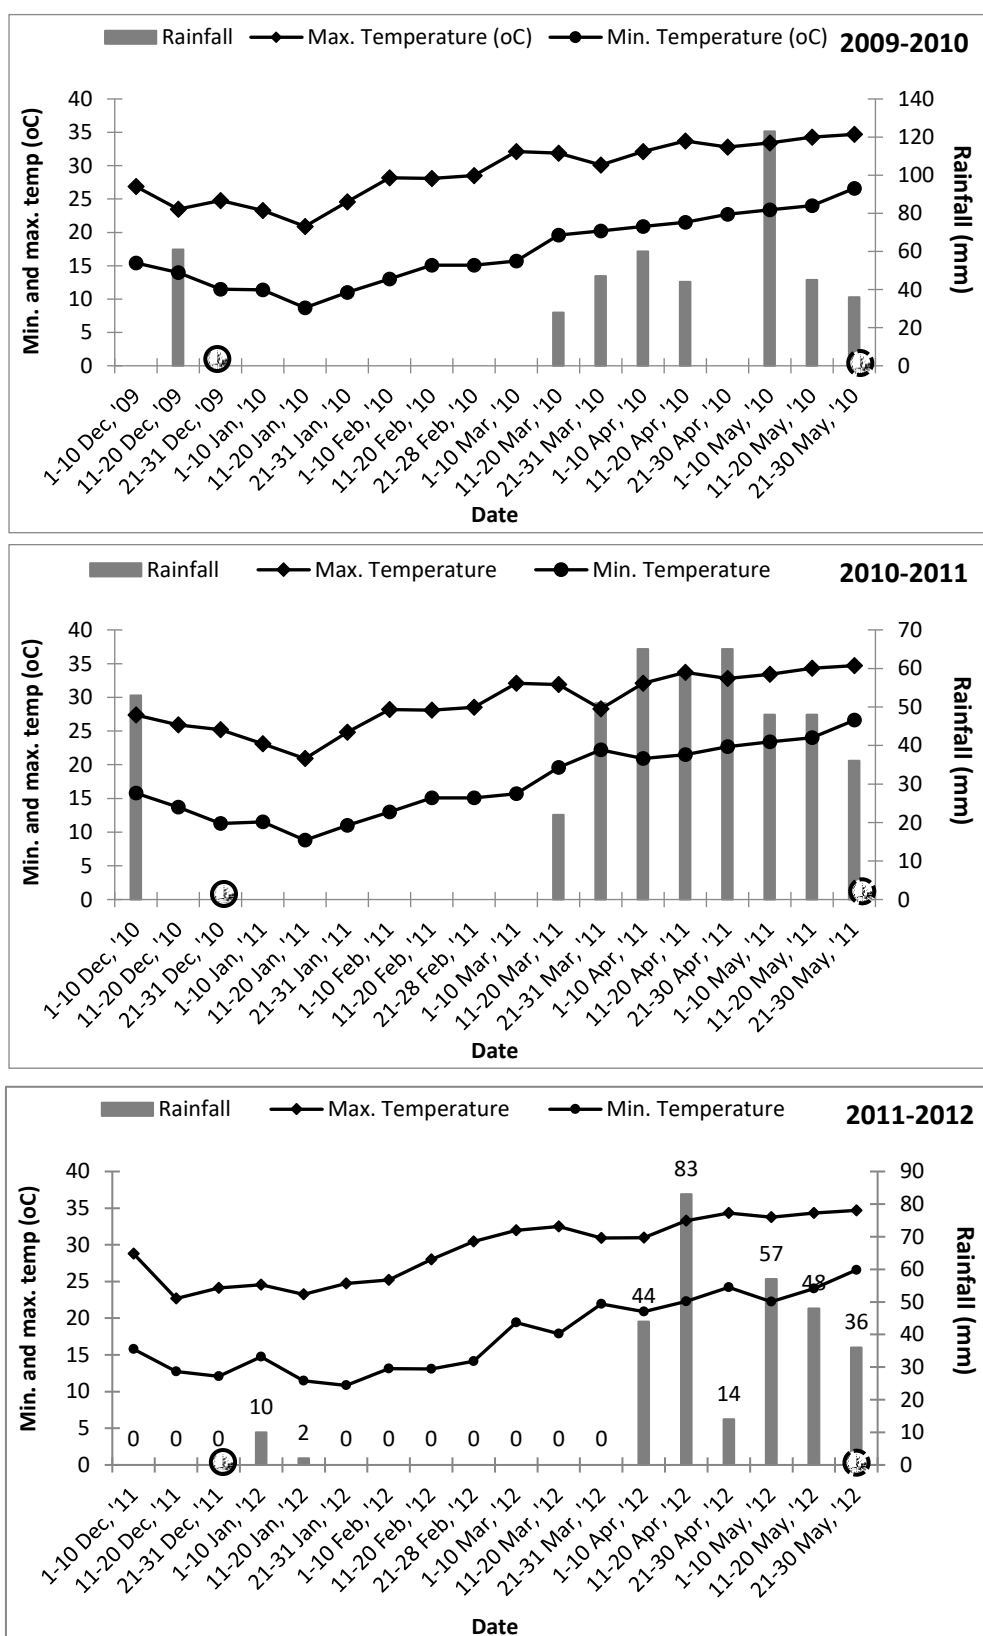 Rainfall Max. Temperature (oC) Min. Temperature (oC) 2009-2010
Min. and max. temp (oC)
40
35
30
25
20
15
10
5
0
140
120
100
80
60
40
20
0
Rainfall (mm)
1-10 Dec, '09
11-20 Dec, '09
21-31 Dec, '09
1-10 Jan, '10
11-20 Jan, '10
21-31 Jan, '10
1-10 Feb, '10
11-20 Feb, '10
21-28 Feb, '10
1-10 Mar, '10
11-20 Mar, '10
21-31 Mar, '10
1-10 Apr, '10
11-20 Apr, '10
21-30 Apr, '10
1-10 May, '10
11-20 May, '10
21-30 May, '10
Date
Rainfall Max. Temperature Min. Temperature 2010-2011
Min. and max. temp (oC)
40
35
30
25
20
15
10
5
0
70
60
50
40
30
20
10
0
Rainfall (mm)
1-10 Dec, '10
11-20 Dec, '10
21-31 Dec, '10
1-10 Jan, '11
11-20 Jan, '11
21-31 Jan, '11
1-10 Feb, '11
11-20 Feb, '11
21-28 Feb, '11
1-10 Mar, '11
11-20 Mar, '11
21-31 Mar, '11
1-10 Apr, '11
11-20 Apr, '11
21-30 Apr, '11
1-10 May, '11
11-20 May, '11
21-30 May, '11
Date
Rainfall Max. Temperature Min. Temperature 2011-2012
Min. and max. temp (oC)
40
35
30
25
20
15
10
5
0
0 0 0 10 2 0 0 0 0 0 0 0 44 83 14 57 48 36
90
80
70
60
50
40
30
20
10
0
Rainfall (mm)
1-10 Dec, '11
11-20 Dec, '11
21-31 Dec, '11
1-10 Jan, '12
11-20 Jan, '12
21-31 Jan, '12
1-10 Feb, '12
11-20 Feb, '12
21-28 Feb, '12
1-10 Mar, '12
11-20 Mar, '12
21-31 Mar, '12
1-10 Apr, '12
11-20 Apr, '12
21-30 Apr, '12
1-10 May, '12
11-20 May, '12
21-30 May, '12
Date